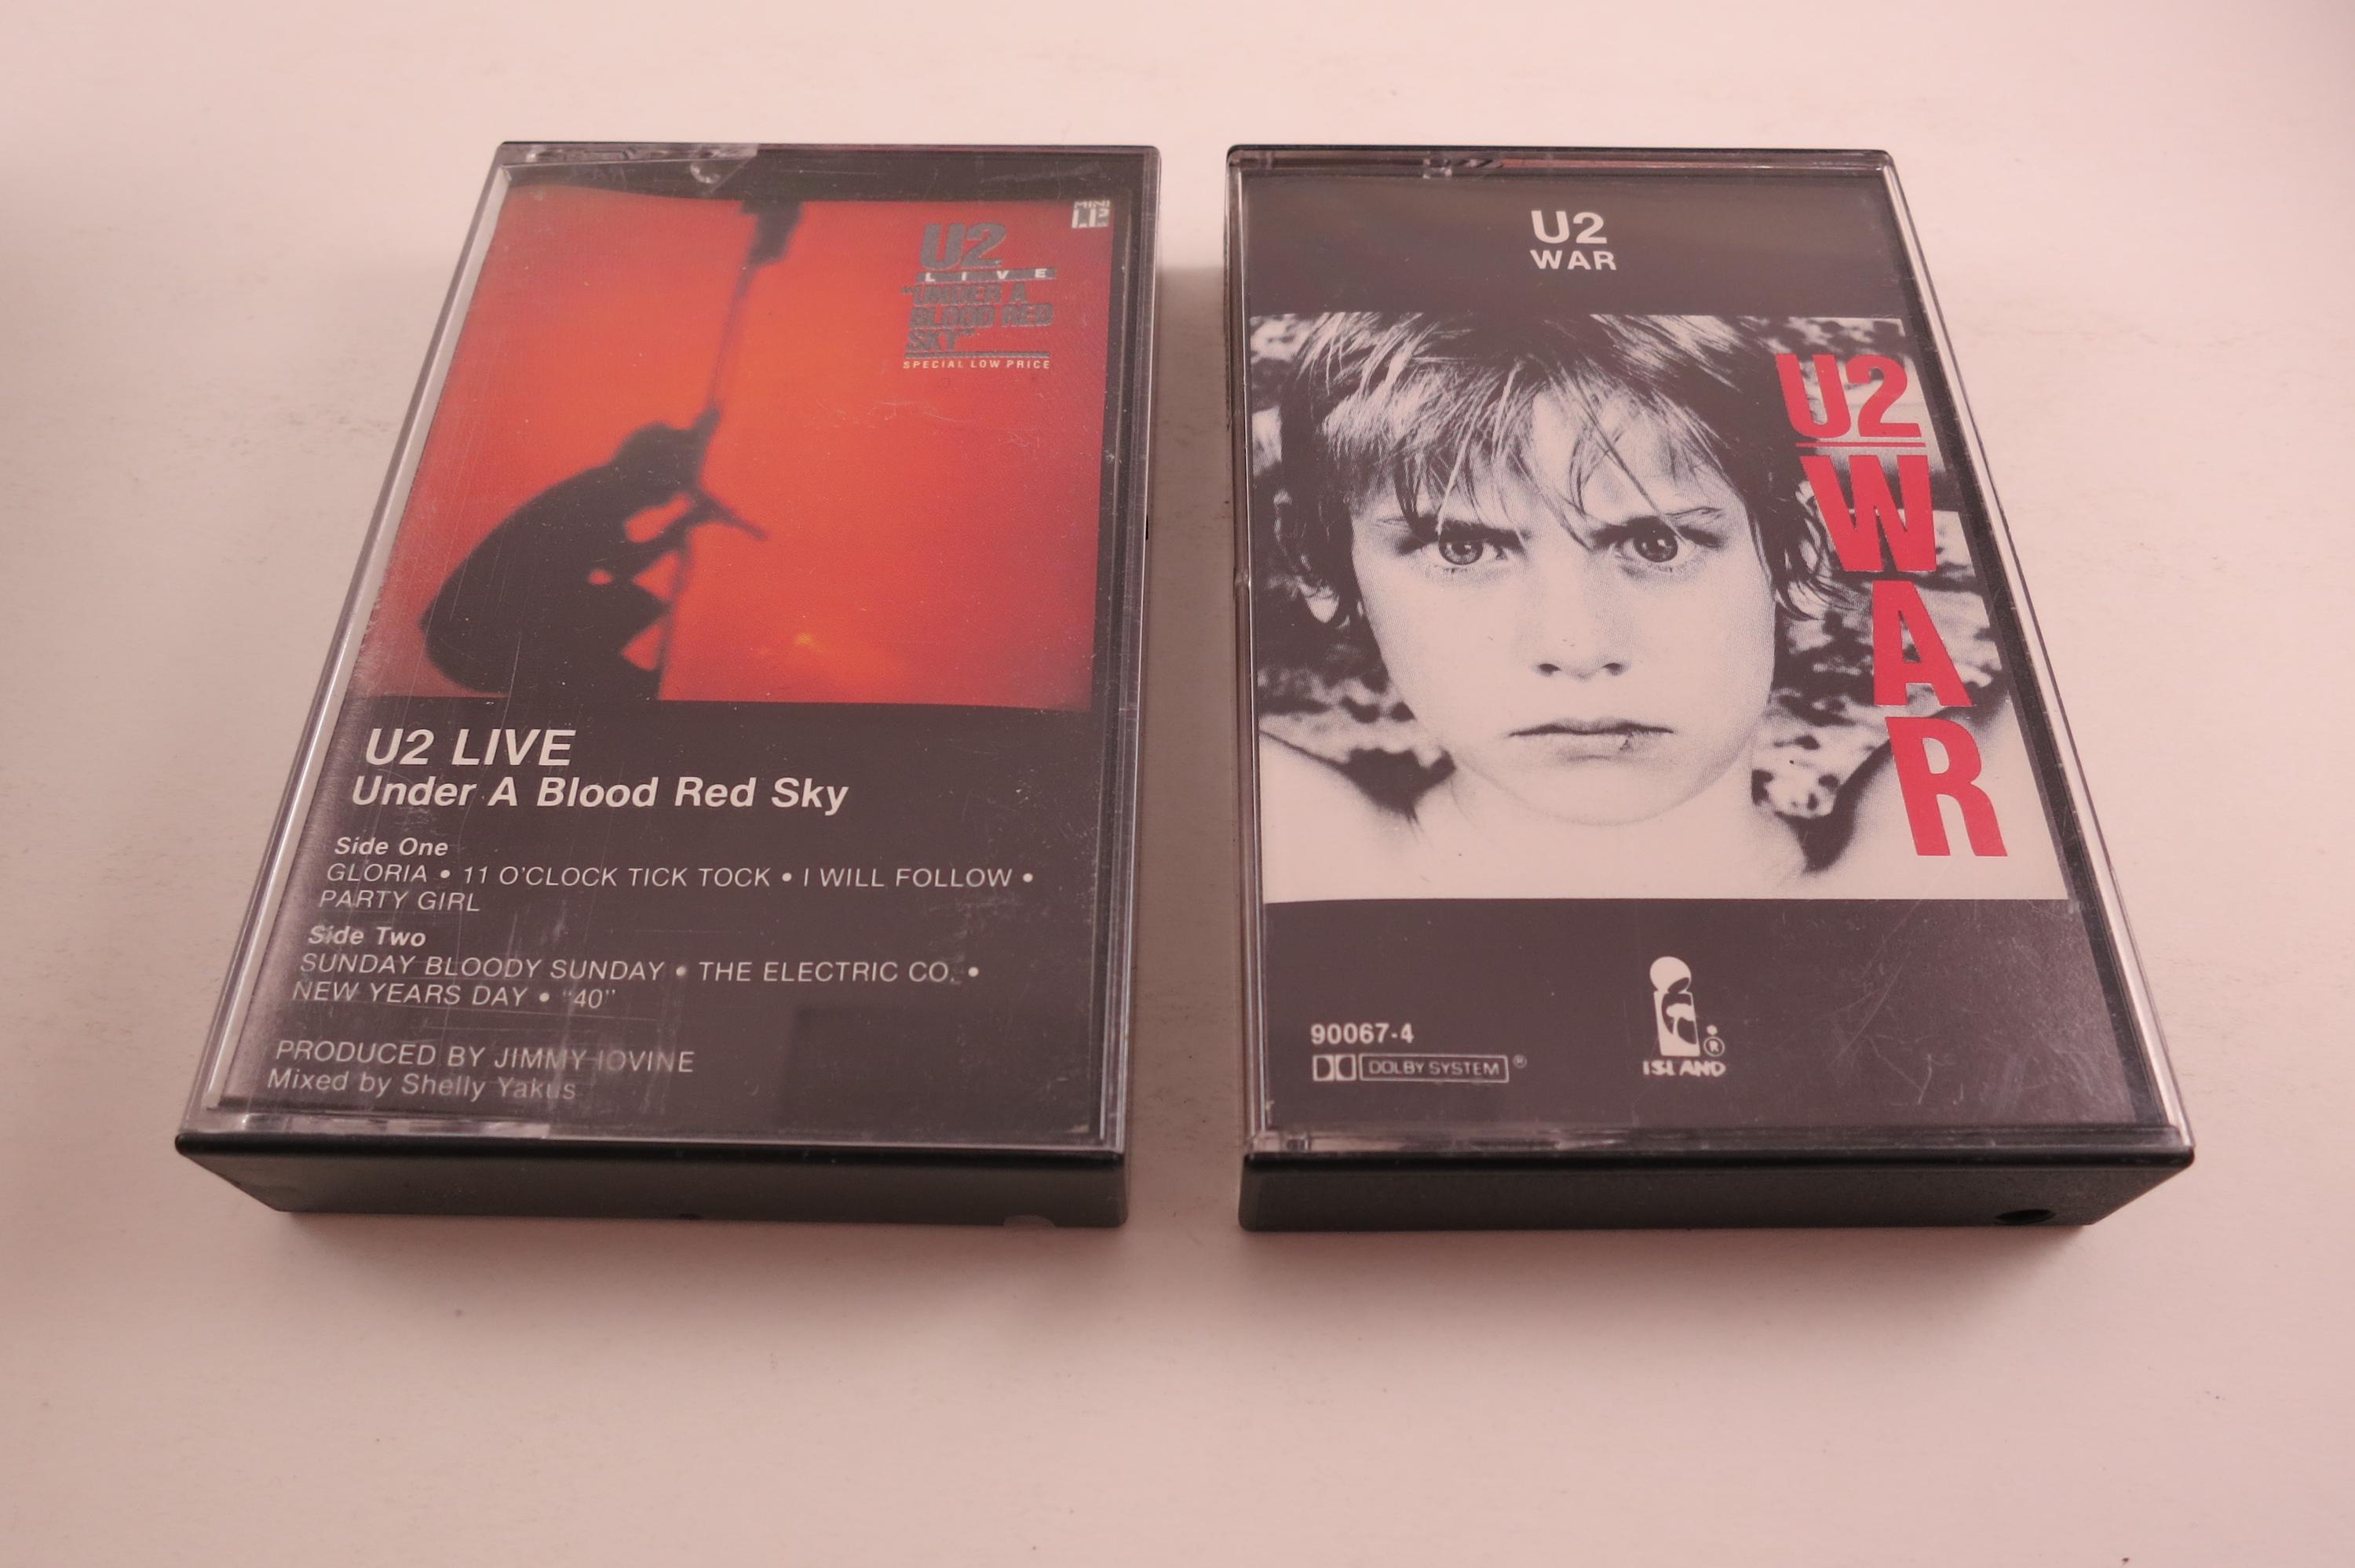 MINI
LP
U2
LIVE
"UNDER A
BLOOD RED
SKY"
SPECIAL LOW PRICE
U2 LIVE
Under A Blood Red Sky
Side One
GLORIA • 11 O'CLOCK TICK TOCK • I WILL FOLLOW •
PARTY GIRL
Side Two
SUNDAY BLOODY SUNDAY • THE ELECTRIC CO. •
NEW YEARS DAY • "40"
PRODUCED BY JIMMY IOVINE
Mixed by Shelly Yakus
U2
WAR
U2
WAR
90067-4
DOLBY SYSTEM ®
®
ISLAND